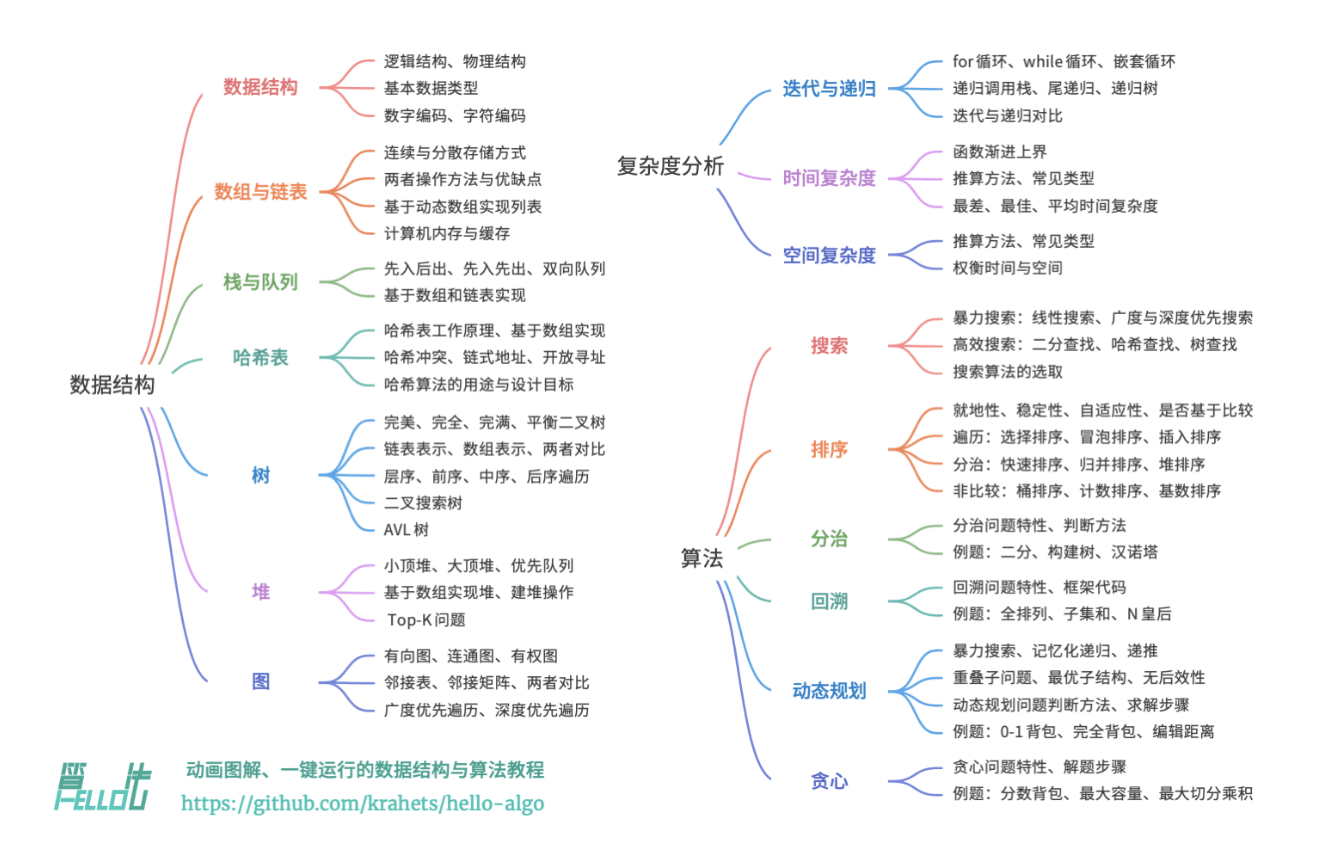 数据结构
数据结构
逻辑结构、物理结构
基本数据类型
数字编码、字符编码
数组与链表
连续与分散存储方式
两者操作方法与优缺点
基于动态数组实现列表
计算机内存与缓存
栈与队列
先入后出、先入先出、双向队列
基于数组和链表实现
哈希表
哈希表工作原理、基于数组实现
哈希冲突、链式地址、开放寻址
哈希算法的用途与设计目标
树
完美、完全、完满、平衡二叉树
链表表示、数组表示、两者对比
层序、前序、中序、后序遍历
二叉搜索树
AVL 树
堆
小顶堆、大顶堆、优先队列
基于数组实现堆、建堆操作
Top-K 问题
图
有向图、连通图、有权图
邻接表、邻接矩阵、两者对比
广度优先遍历、深度优先遍历
复杂度分析
迭代与递归
for 循环、while 循环、嵌套循环
递归调用栈、尾递归、递归树
迭代与递归对比
时间复杂度
函数渐进上界
推算方法、常见类型
最差、最佳、平均时间复杂度
空间复杂度
推算方法、常见类型
权衡时间与空间
算法
搜索
暴力搜索：线性搜索、广度与深度优先搜索
高效搜索：二分查找、哈希查找、树查找
搜索算法的选取
排序
就地性、稳定性、自适应性、是否基于比较
遍历：选择排序、冒泡排序、插入排序
分治：快速排序、归并排序、堆排序
非比较：桶排序、计数排序、基数排序
分治
分治问题特性、判断方法
例题：二分、构建树、汉诺塔
回溯
回溯问题特性、框架代码
例题：全排列、子集和、N 皇后
动态规划
暴力搜索、记忆化递归、递推
重叠子问题、最优子结构、无后效性
动态规划问题判断方法、求解步骤
例题：0-1 背包、完全背包、编辑距离
贪心
贪心问题特性、解题步骤
例题：分数背包、最大容量、最大切分乘积
HELLO算法
动画图解、一键运行的数据结构与算法教程
https://github.com/krahets/hello-algo